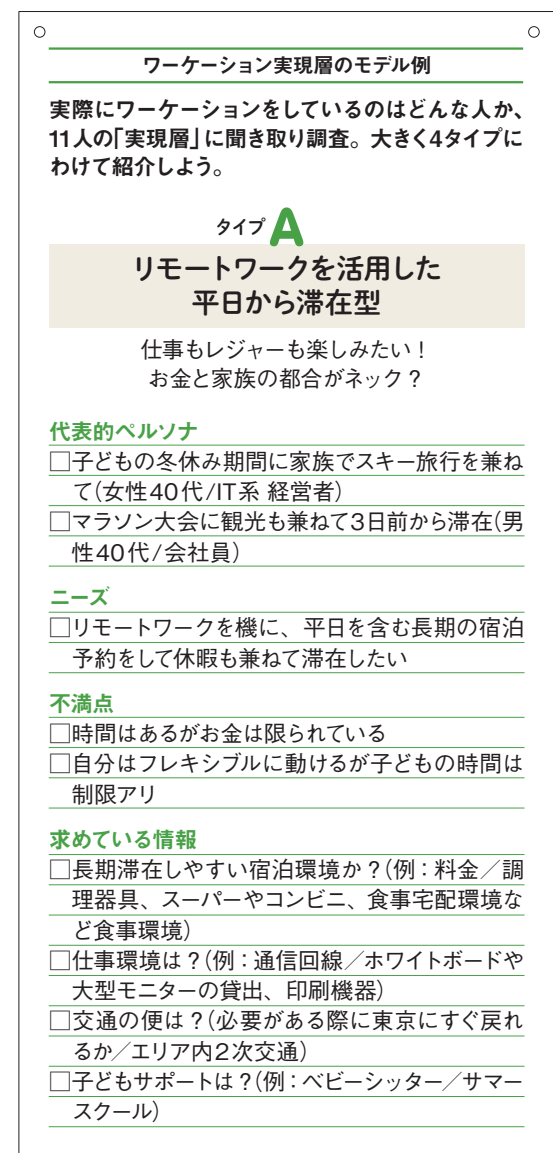 ワーケーション実現層のモデル例
実際にワーケーションをしているのはどんな人か、
11人の「実現層」に聞き取り調査。大きく4タイプに
わけて紹介しよう。
タイプA
リモートワークを活用した
平日から滞在型
仕事もレジャーも楽しみたい！
お金と家族の都合がネック？
代表的ペルソナ
□子どもの冬休み期間に家族でスキー旅行を兼ね
て(女性40代/IT系 経営者)
□マラソン大会に観光も兼ねて3日前から滞在(男
性40代/会社員)
ニーズ
□リモートワークを機に、平日を含む長期の宿泊
予約をして休暇も兼ねて滞在したい
不満点
□時間はあるがお金は限られている
□自分はフレキシブルに動けるが子どもの時間は
制限アリ
求めている情報
□長期滞在しやすい宿泊環境か？(例：料金／調
理器具、スーパーやコンビニ、食事宅配環境な
ど食事環境)
□仕事環境は？(例：通信回線／ホワイトボードや
大型モニターの貸出、印刷機器)
□交通の便は？(必要がある際に東京にすぐ戻れ
るか／エリア内2次交通)
□子どもサポートは？(例：ベビーシッター／サマー
スクール)